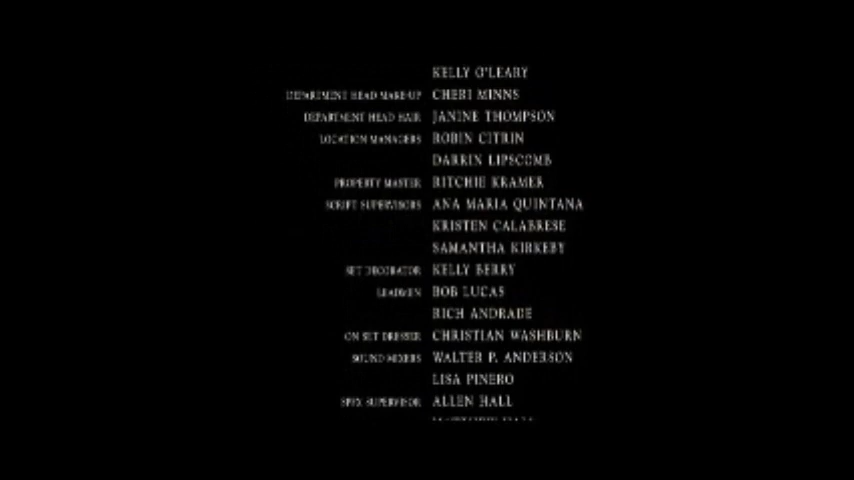 KELLY O'LEARY
DEPARTMENT HEAD MAKE-UP CHERI MINNS
DEPARTMENT HEAD HAIR JANINE THOMPSON
LOCATION MANAGERS ROBIN CITRIN
DARRIN LIPSCOMB
PROPERTY MASTER RITCHIE KRAMER
SCRIPT SUPERVISORS ANA MARIA QUINTANA
KRISTEN CALABRESE
SAMANTHA KIRKEBY
SET DECORATOR KELLY BERRY
LEADMEN BOB LUCAS
RICH ANDRADE
ON SET DRESSER CHRISTIAN WASHBURN
SOUND MIXERS WALTER P. ANDERSON
LISA PINERO
SPFX SUPERVISOR ALLEN HALL